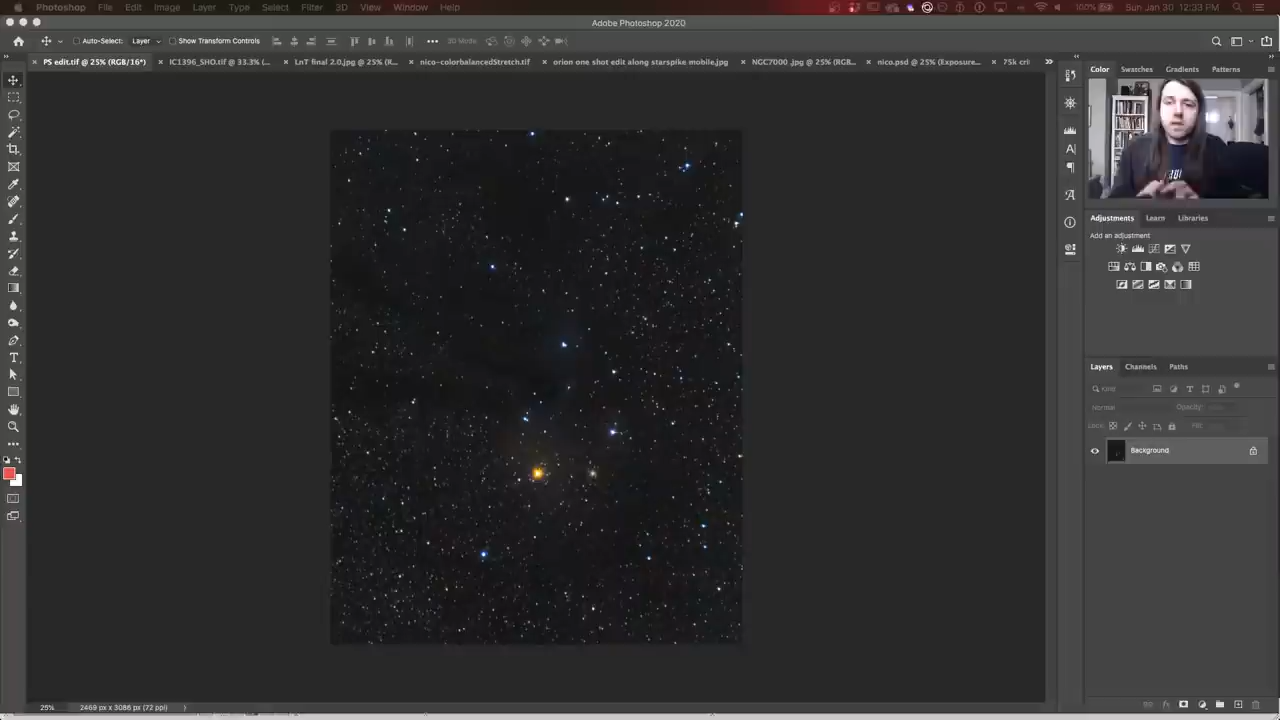 Photoshop File Edit Image Layer Type Select Filter 3D View Window Help 100% Sun Jan 30 12:33 PM
Adobe Photoshop 2020
Auto-Select: Layer Show Transform Controls 3D Mode:
PS edit.tif @ 25% (RGB/16*) IC1396_SHO.tif @ 33.3% (... LnT final 2.0.jpg @ 25% (R... nico-colorbalancedStretch.tif orion one shot edit along starspike mobile.jpg NGC7000 .jpg @ 25% (RGB... nico.psd @ 25% (Exposure... 75k cri
Color Swatches Gradients Patterns
Adjustments Learn Libraries
Add an adjustment
Layers Channels Paths
Kind
Normal Opacity:
Lock: Fill:
Background
25% 2469 px x 3086 px (72 ppi)